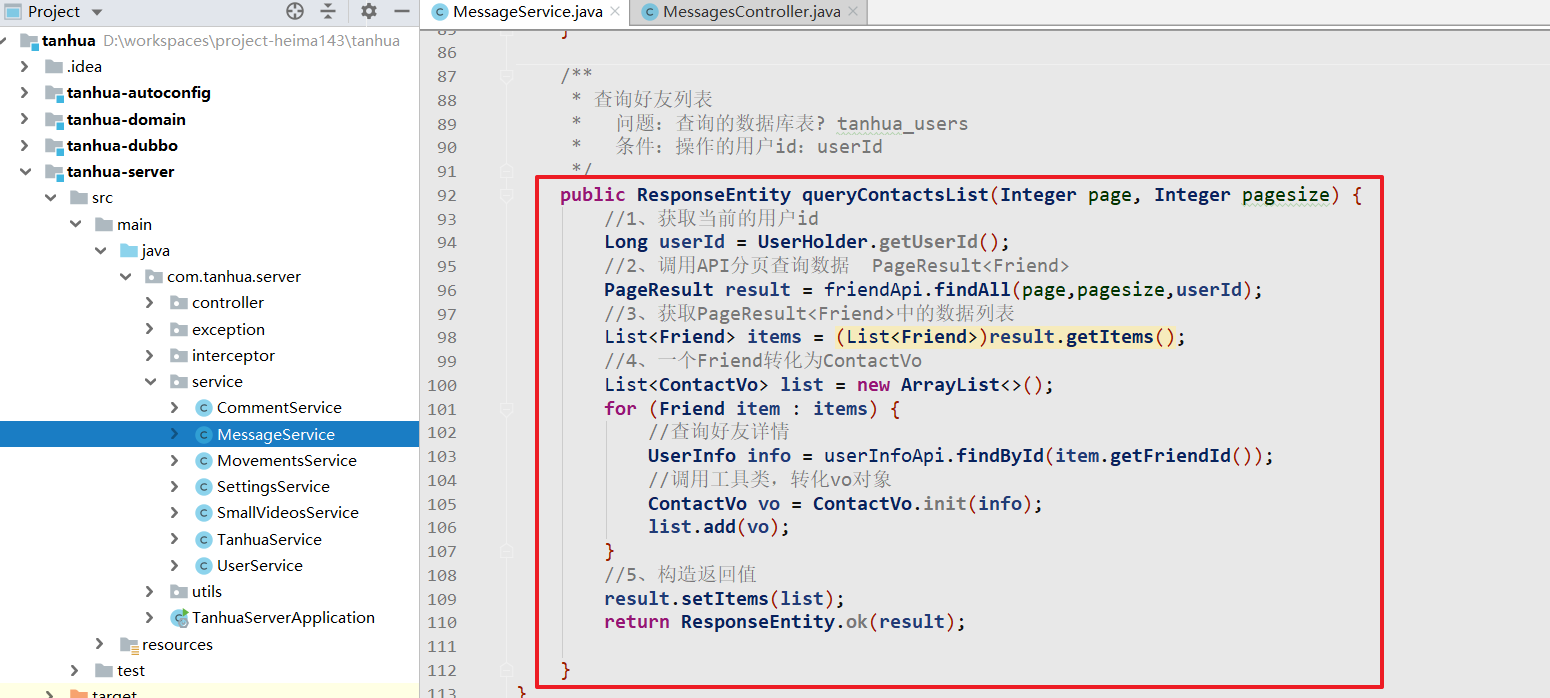 Project
tanhua D:\workspaces\project-heima143\tanhua
.idea
tanhua-autoconfig
tanhua-domain
tanhua-dubbo
tanhua-server
src
main
java
com.tanhua.server
controller
exception
interceptor
service
CommentService
MessageService
MovementsService
SettingsService
SmallVideosService
TanhuaService
UserService
utils
TanhuaServerApplication
resources
test
target
MessageService.java
MessagesController.java
85 }
86
87 /**
88 * 查询好友列表
89 * 问题：查询的数据库表? tanhua_users
90 * 条件：操作的用户id：userId
91 */
92 public ResponseEntity queryContactsList(Integer page, Integer pagesize) {
93 //1、获取当前的用户id
94 Long userId = UserHolder.getUserId();
95 //2、调用API分页查询数据 PageResult<Friend>
96 PageResult result = friendApi.findAll(page,pagesize,userId);
97 //3、获取PageResult<Friend>中的数据列表
98 List<Friend> items = (List<Friend>)result.getItems();
99 //4、一个Friend转化为ContactVo
100 List<ContactVo> list = new ArrayList<>();
101 for (Friend item : items) {
102 //查询好友详情
103 UserInfo info = userInfoApi.findById(item.getFriendId());
104 //调用工具类，转化vo对象
105 ContactVo vo = ContactVo.init(info);
106 list.add(vo);
107 }
108 //5、构造返回值
109 result.setItems(list);
110 return ResponseEntity.ok(result);
111
112 }
113 }